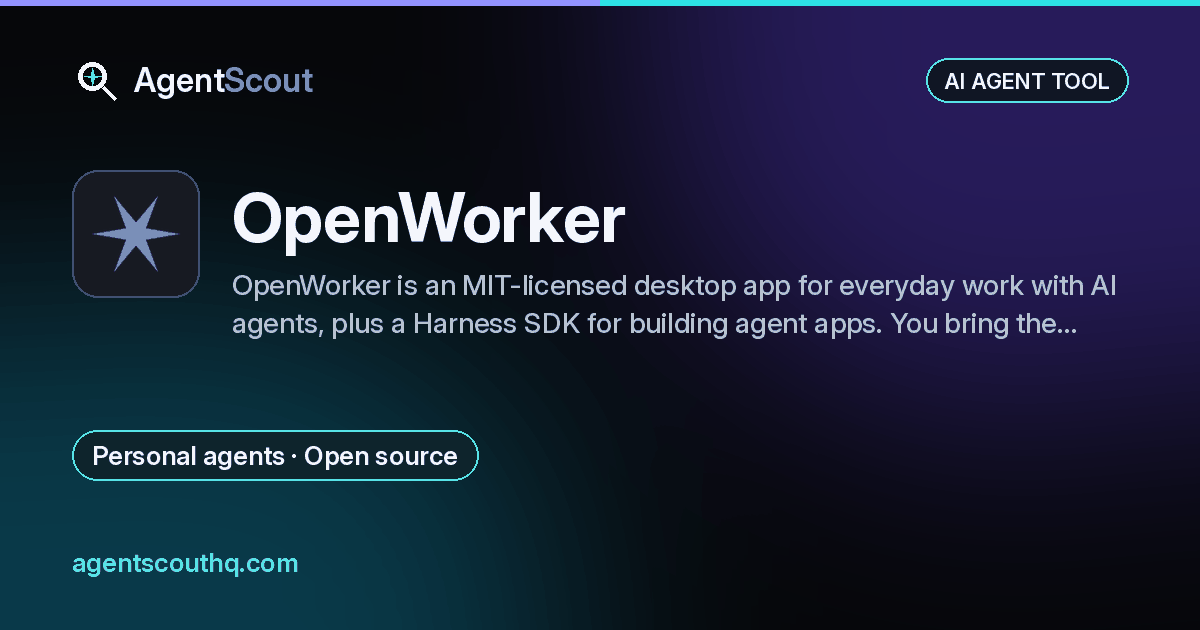 AgentScout
AI AGENT TOOL
OpenWorker
OpenWorker is an MIT-licensed desktop app for everyday work with AI
agents, plus a Harness SDK for building agent apps. You bring the...
Personal agents · Open source
agentscouthq.com